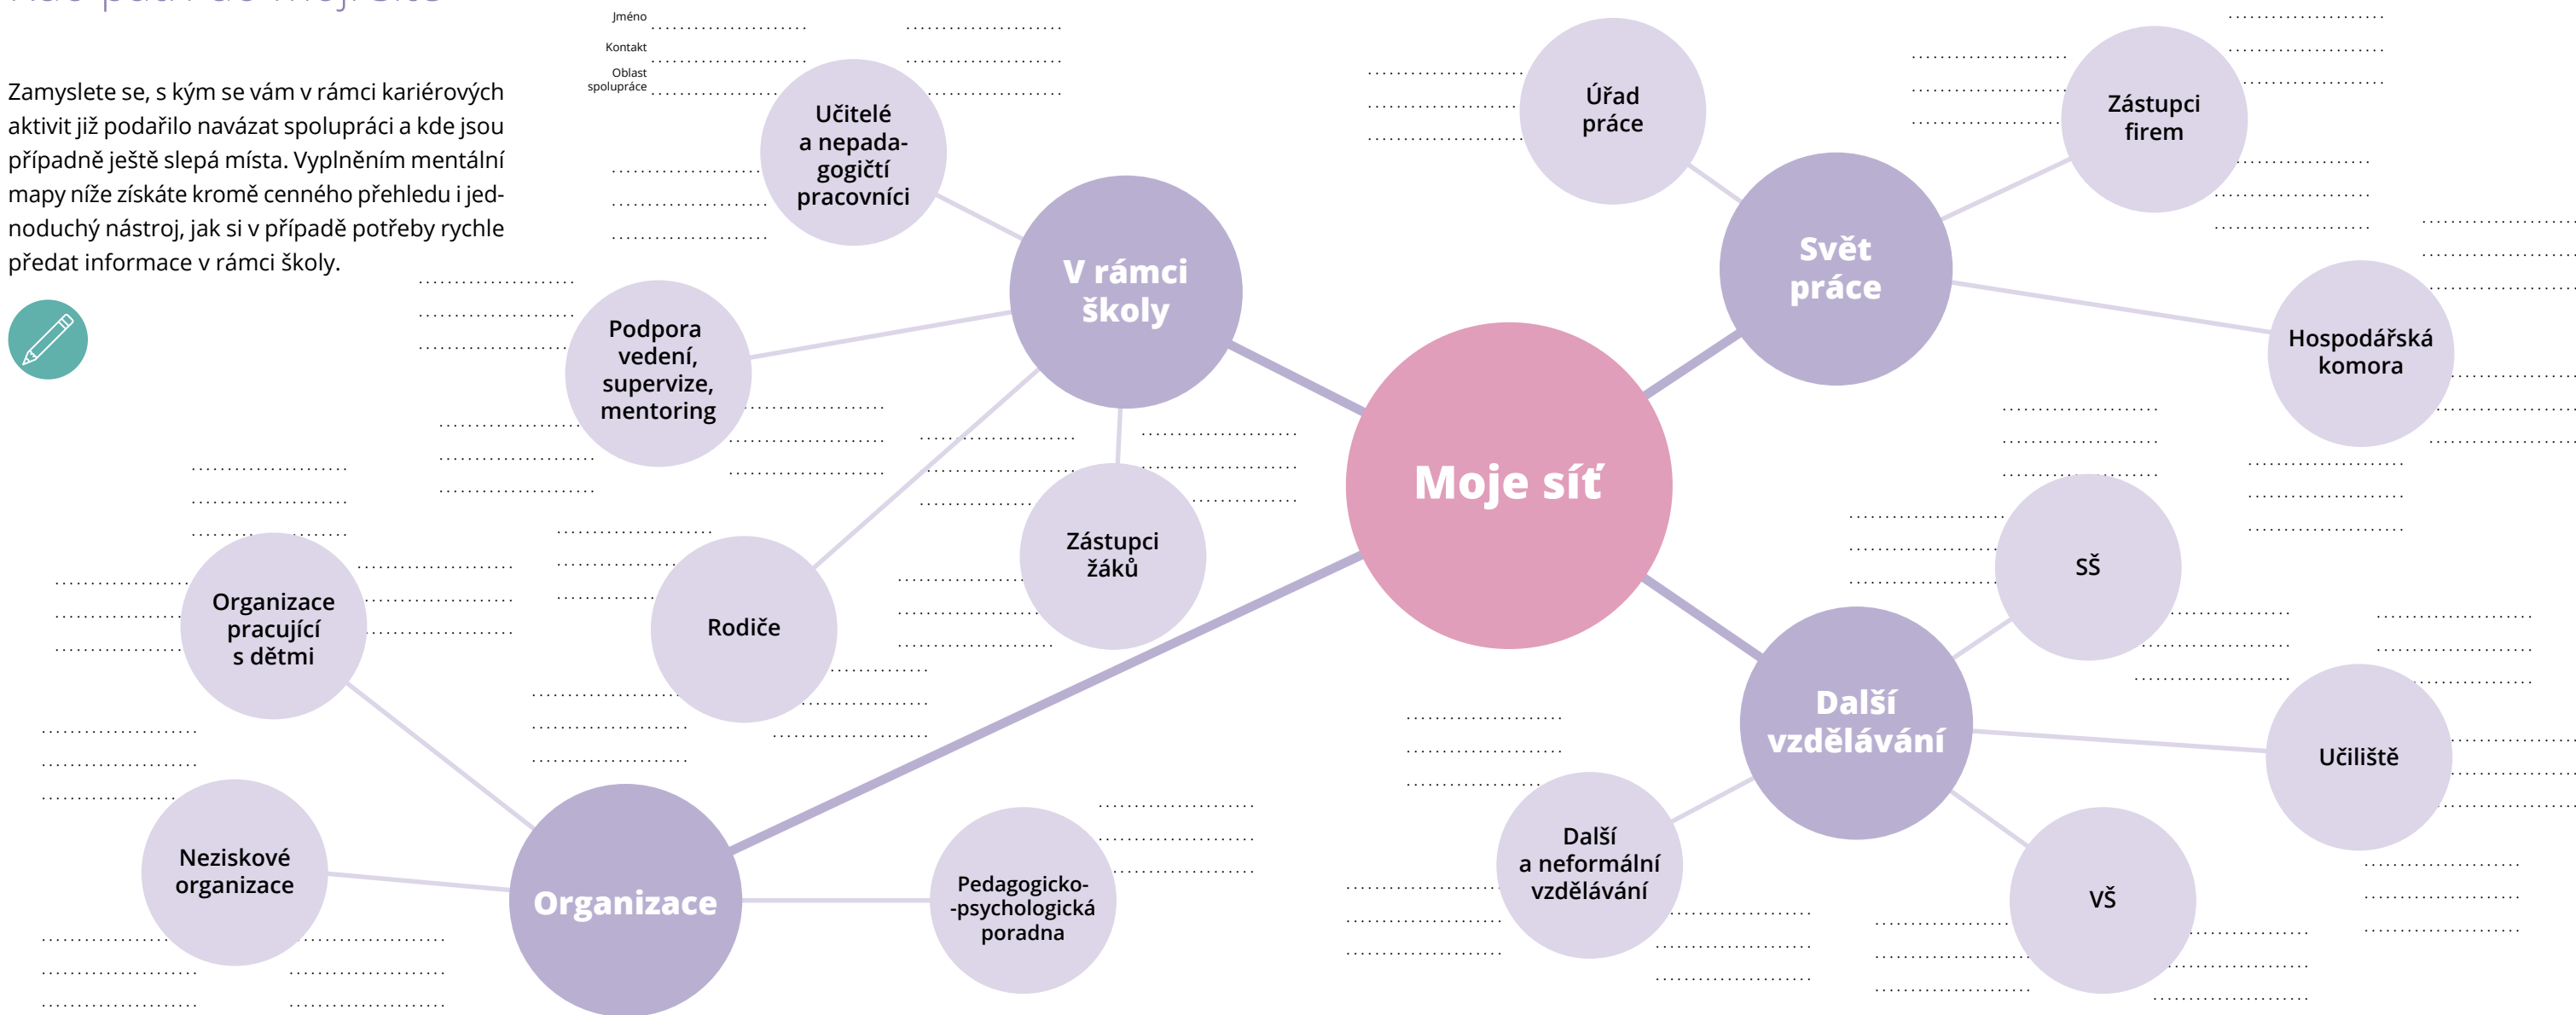 Zamyslete se, s kým se vám v rámci kariérových
aktivit již podařilo navázat spolupráci a kde jsou
případně ještě slepá místa. Vyplněním mentální
mapy níže získáte kromě cenného přehledu i jed-
noduchý nástroj, jak si v případě potřeby rychle
předat informace v rámci školy.
Jméno
Kontakt
Oblast
spolupráce
Učitelé
a nepada-
gogičtí
pracovníci
Podpora
vedení,
supervize,
mentoring
V rámci
školy
Zástupci
žáků
Rodiče
Organizace
pracující
s dětmi
Neziskové
organizace
Organizace
Pedagogicko-
-psychologická
poradna
Moje síť
Úřad
práce
Svět
práce
Zástupci
firem
Hospodářská
komora
SŠ
Další
vzdělávání
Učiliště
Další
a neformální
vzdělávání
VŠ